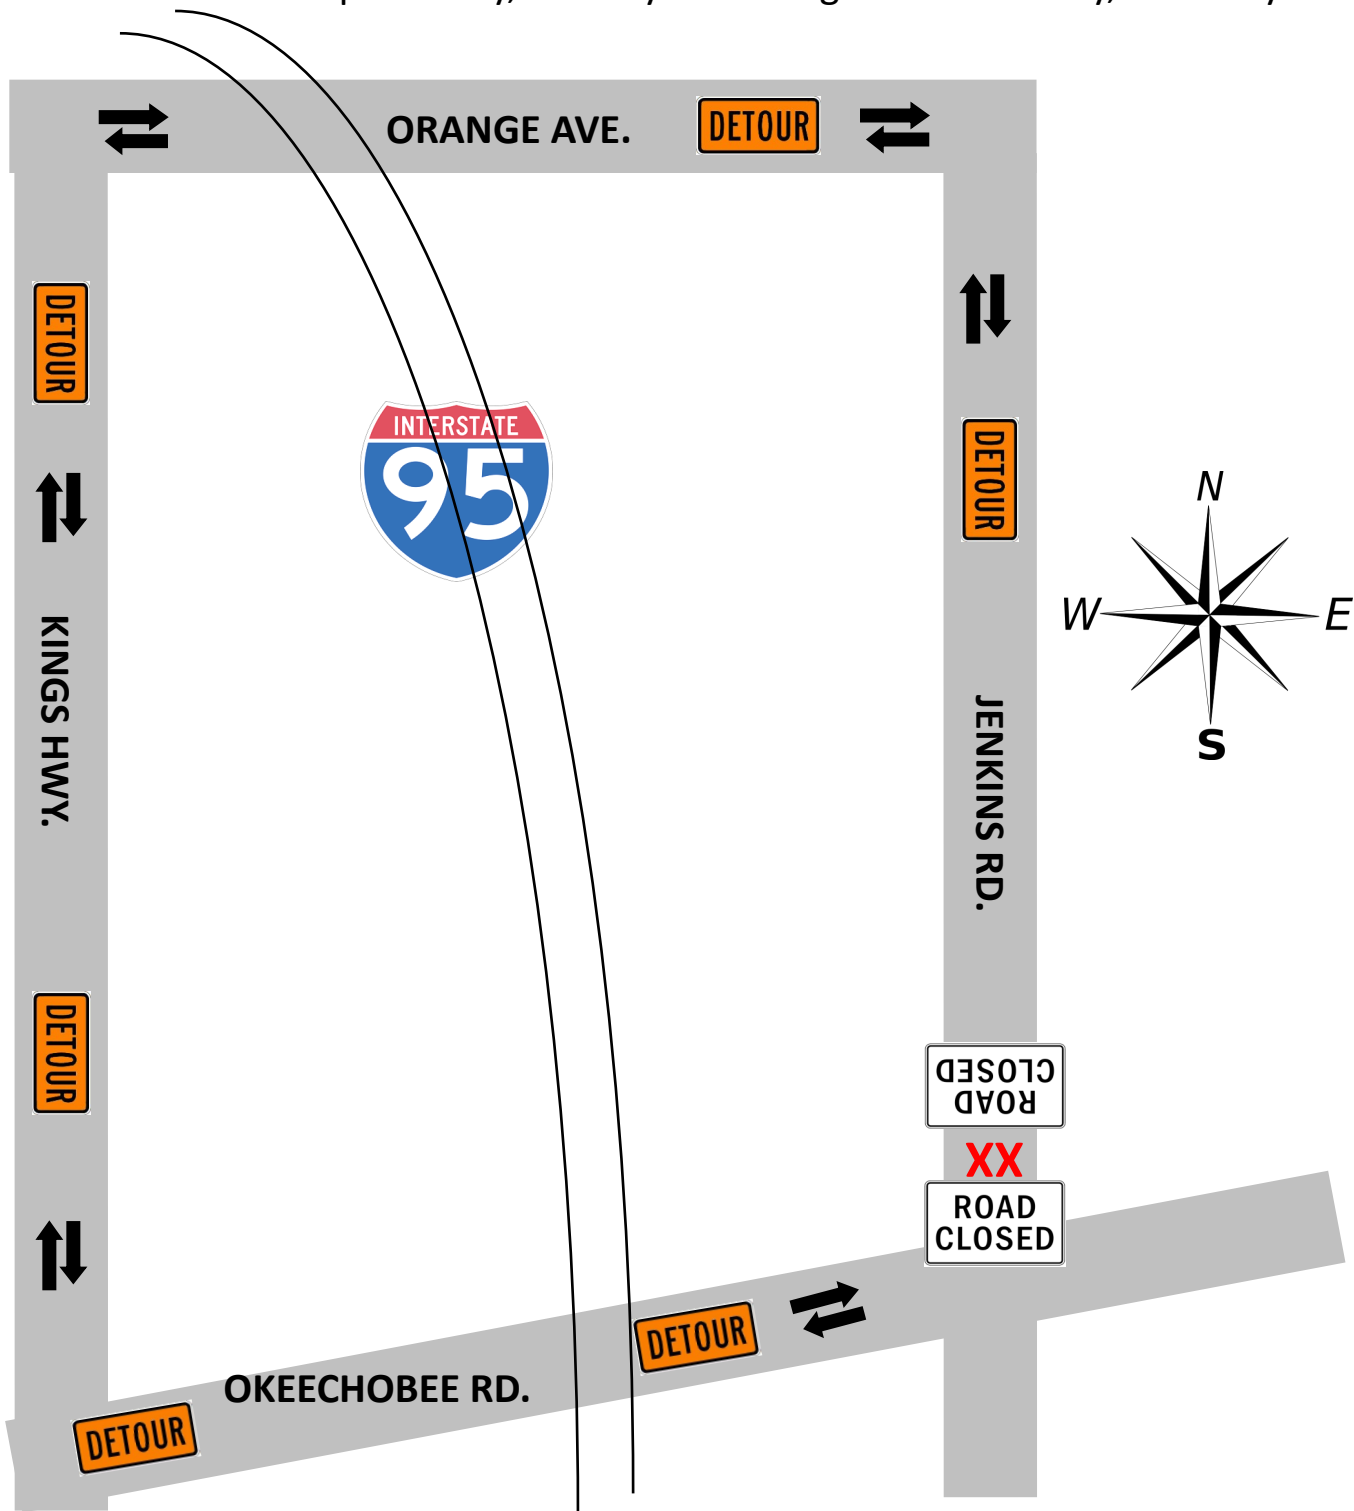 ORANGE AVE.
DETOUR
DETOUR
INTERSTATE
95
DETOUR
N
W
E
S
KINGS HWY.
JENKINS RD.
DETOUR
ROAD
CLOSED
XX
ROAD
CLOSED
DETOUR
OKEECHOBEE RD.
DETOUR